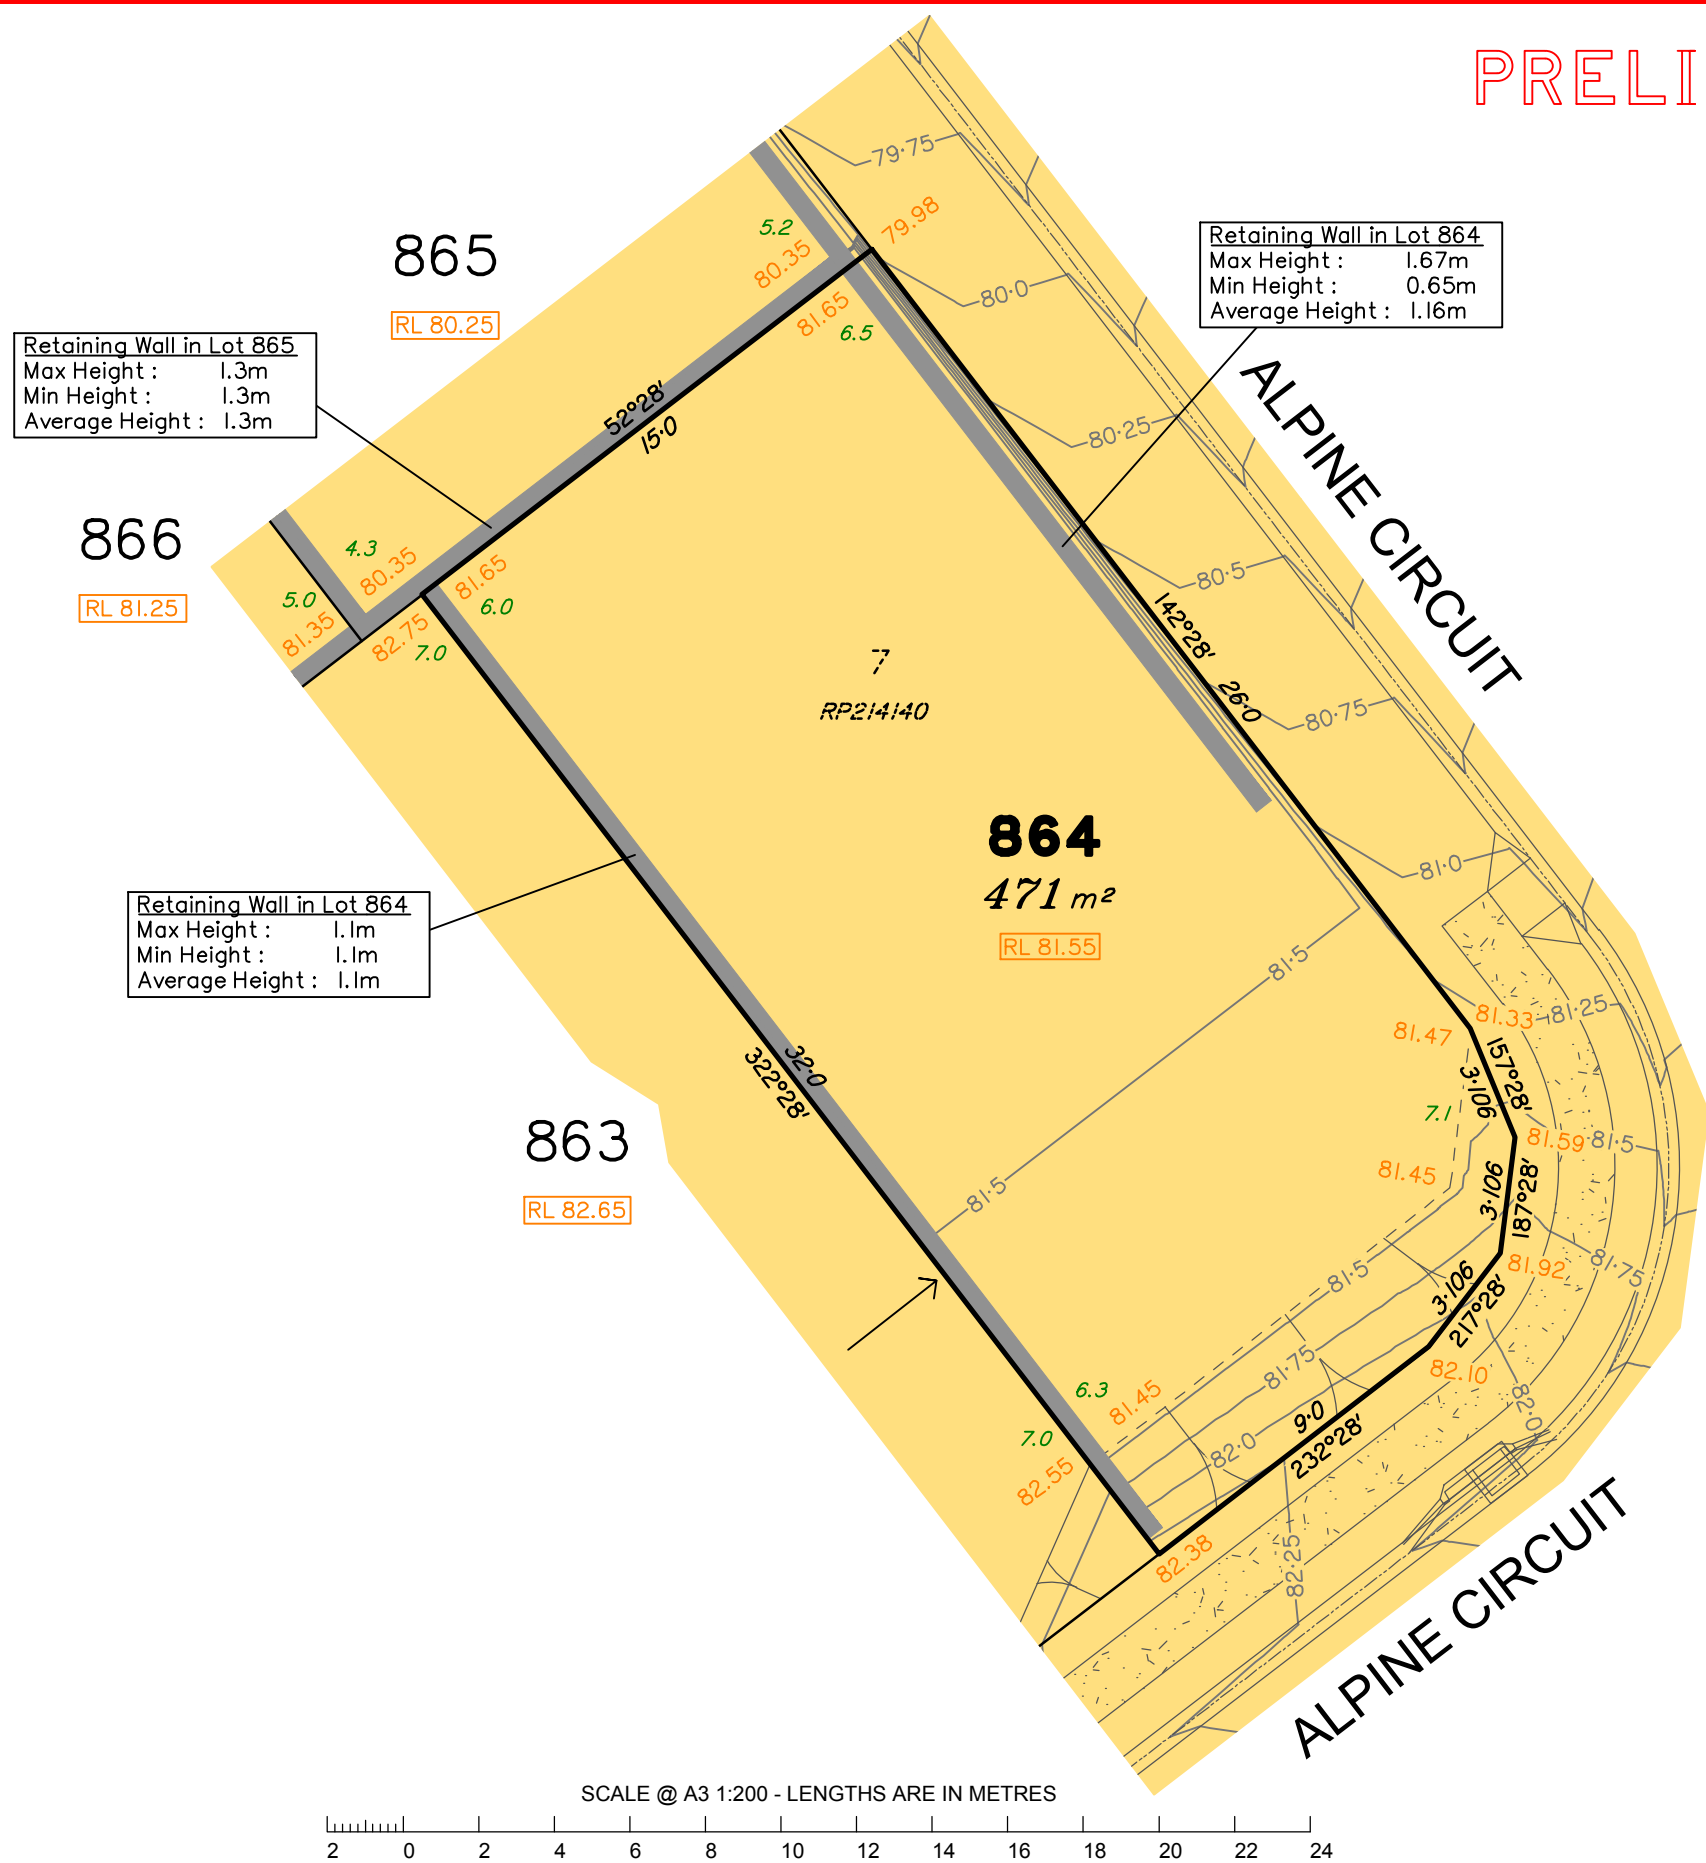 PRELI
79·75
79.98
5.2
80.35
865
RL 80.25
Retaining Wall in Lot 864
Max Height : 1.67m
Min Height : 0.65m
Average Height : 1.16m
80·0
81.65
6.5
Retaining Wall in Lot 865
Max Height : 1.3m
Min Height : 1.3m
Average Height : 1.3m
52°28'
15·0
ALPINE CIRCUIT
80·25
866
RL 81.25
4.3
80.35
81.65
6.0
5.0
81.35
82.75
7.0
80·5
142°28'
26·0
7
RP214140
80·75
864
471 m²
RL 81.55
81·0
Retaining Wall in Lot 864
Max Height : 1.1m
Min Height : 1.1m
Average Height : 1.1m
81·5
81.47
81.33
81·25
157°28'
3·106
32·0
322°28'
7.1
863
RL 82.65
81.59
81·5
81.45
3·106
187°28'
81·5
81.92
81·75
81·5
3·106
217°28'
81·75
82.10
82·0
6.3
81.45
7.0
82.55
9·0
232°28'
82·0
82.38
82·25
ALPINE CIRCUIT
SCALE @ A3 1:200 - LENGTHS ARE IN METRES
2 0 2 4 6 8 10 12 14 16 18 20 22 24